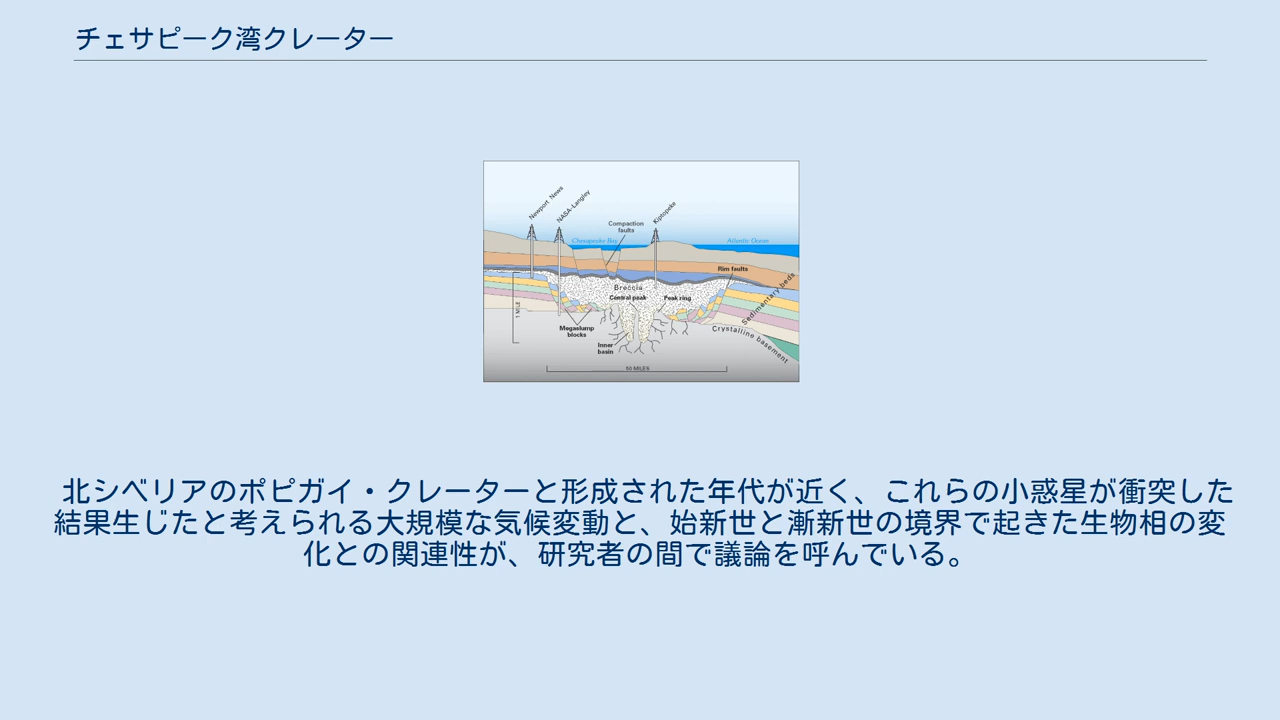 チェサピーク湾クレーター
Newport News
NASA-Langley
Kiptopeke
Compaction
faults
Chesapeake Bay
Atlantic Ocean
Rim faults
Breccia
Central peak
Peak ring
Sedimentary beds
1 MILE
Megaslump
blocks
Crystalline basement
Inner
basin
50 MILES
北シベリアのポピガイ・クレーターと形成された年代が近く、これらの小惑星が衝突した
結果生じたと考えられる大規模な気候変動と、始新世と漸新世の境界で起きた生物相の変
化との関連性が、研究者の間で議論を呼んでいる。